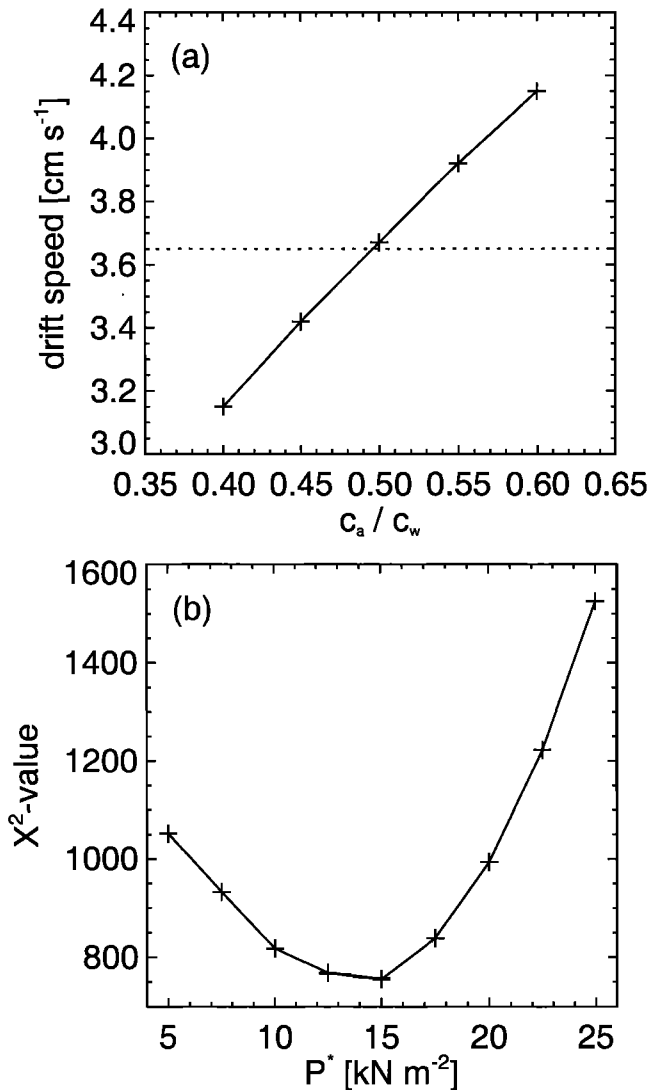 4.4
(a)
4.2
4.0
3.8
3.6
3.4
3.2
3.0
drift speed [cm s⁻¹]
0.35 0.40 0.45 0.50 0.55 0.60 0.65
cₐ / c_w
1600
(b)
1400
1200
1000
800
X²-value
5 10 15 20 25
P* [kN m⁻²]